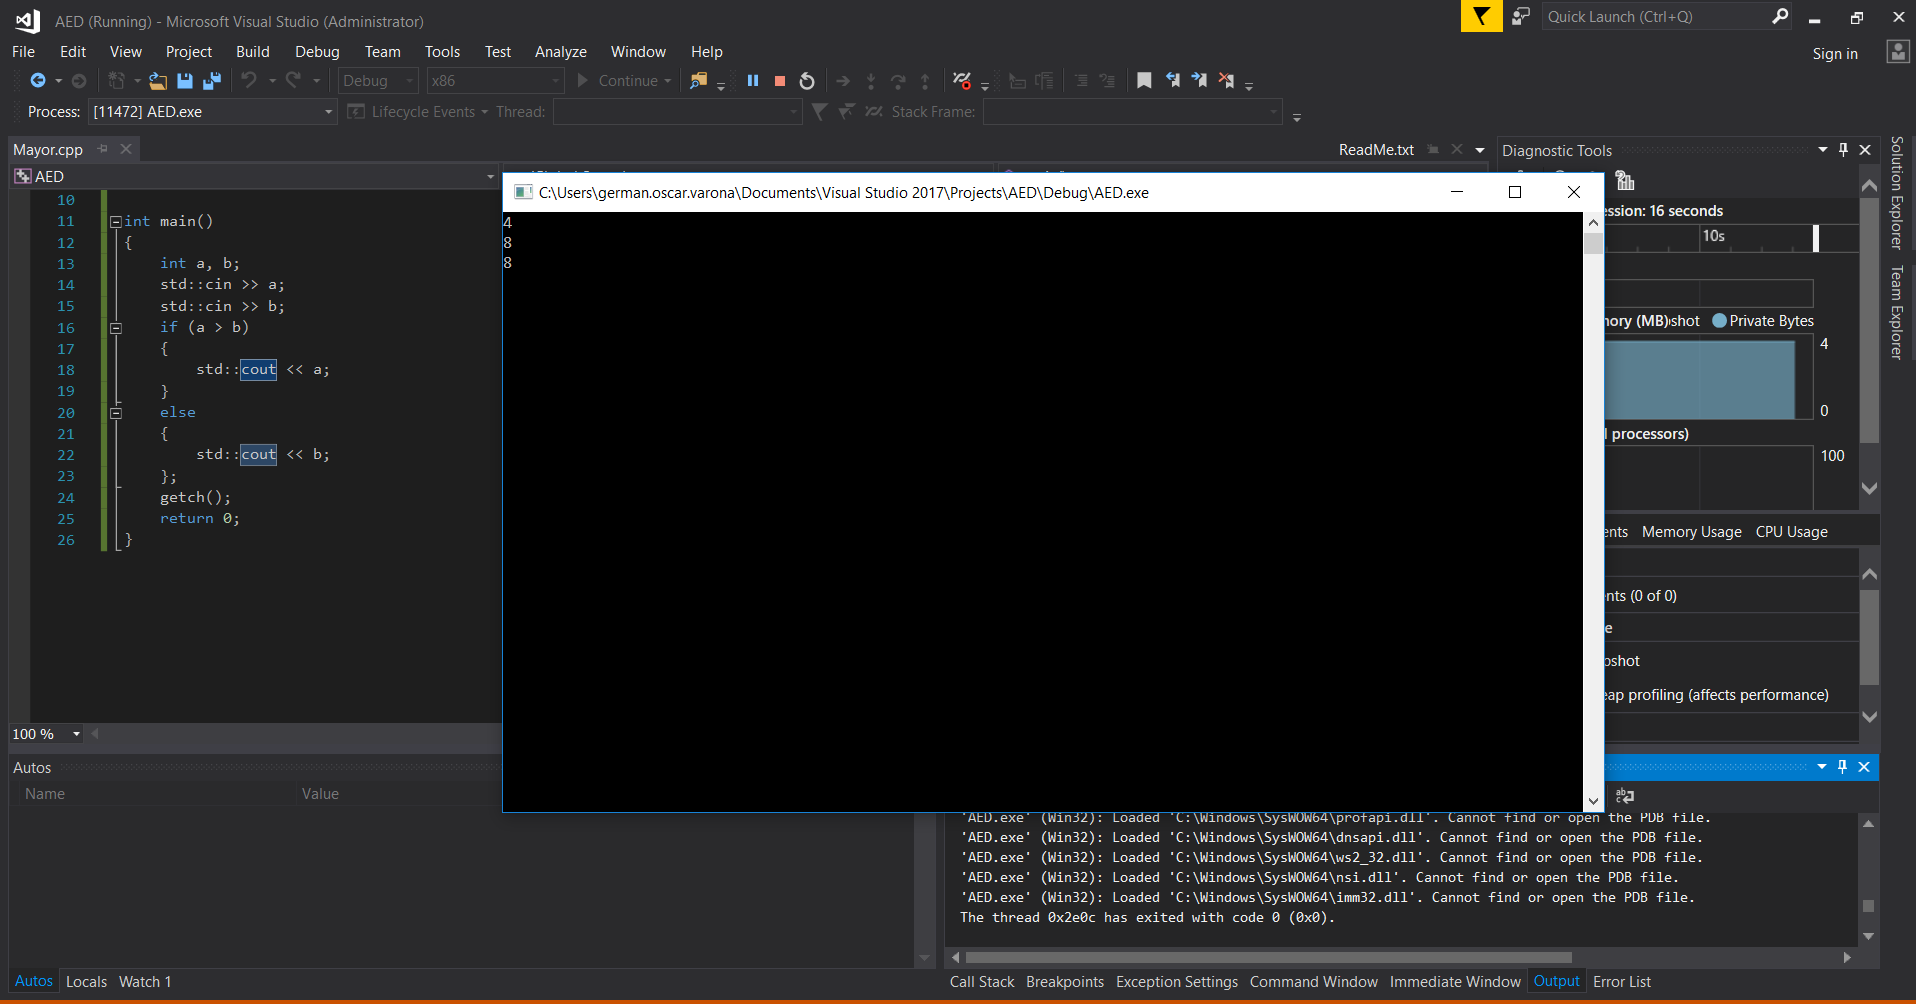 AED (Running) - Microsoft Visual Studio (Administrator)
Quick Launch (Ctrl+Q)
File Edit View Project Build Debug Team Tools Test Analyze Window Help
Sign in
Debug x86 Continue
Process: [11472] AED.exe Lifecycle Events Thread: Stack Frame:
Mayor.cpp
ReadMe.txt
Diagnostic Tools
Solution Explorer
Team Explorer
AED
C:\Users\german.oscar.varona\Documents\Visual Studio 2017\Projects\AED\Debug\AED.exe
4
8
8
10
11 int main()
12 {
13 int a, b;
14 std::cin >> a;
15 std::cin >> b;
16 if (a > b)
17 {
18 std::cout << a;
19 }
20 else
21 {
22 std::cout << b;
23 };
24 getch();
25 return 0;
26 }
ession: 16 seconds
10s
nory (MB) shot Private Bytes
4
0
l processors)
100
ents Memory Usage CPU Usage
ents (0 of 0)
e
pshot
eap profiling (affects performance)
100 %
Autos
Name Value
'AED.exe' (Win32): Loaded 'C:\Windows\SysWOW64\profapi.dll'. Cannot find or open the PDB file.
'AED.exe' (Win32): Loaded 'C:\Windows\SysWOW64\dnsapi.dll'. Cannot find or open the PDB file.
'AED.exe' (Win32): Loaded 'C:\Windows\SysWOW64\ws2_32.dll'. Cannot find or open the PDB file.
'AED.exe' (Win32): Loaded 'C:\Windows\SysWOW64\nsi.dll'. Cannot find or open the PDB file.
'AED.exe' (Win32): Loaded 'C:\Windows\SysWOW64\imm32.dll'. Cannot find or open the PDB file.
The thread 0x2e0c has exited with code 0 (0x0).
Autos Locals Watch 1
Call Stack Breakpoints Exception Settings Command Window Immediate Window Output Error List